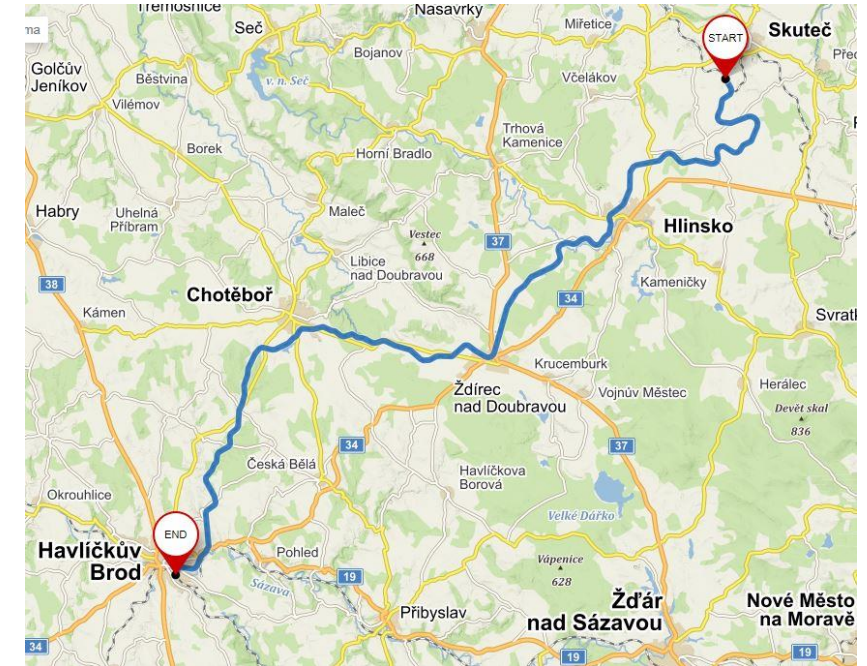 Třemošnice
ma
Seč
Nasavrky
Miřetice
START
Skuteč
Golčův
Jeníkov
Běstvina
v. n. Seč
Bojanov
34
Včelákov
Vilémov
Trhová
Kamenice
Borek
Horní Bradlo
Habry
Uhelná
Příbram
Maleč
Vestec
668
37
Hlinsko
Libice
nad Doubravou
38
Chotěboř
34
Kameničky
Kámen
Svratk
Krucemburk
Ždírec
nad Doubravou
Vojnův Městec
Herálec
Devět skal
836
34
37
Česká Bělá
Havlíčkova
Borová
Okrouhlice
Velké Dářko
END
Havlíčkův
Brod
Pohled
Vápenice
628
19
Sázava
Přibyslav
Žďár
nad Sázavou
Nové Město
na Moravě
34
19
19